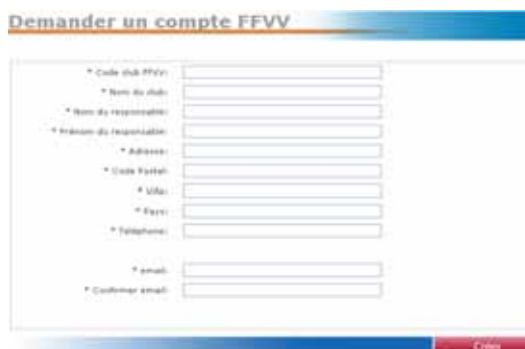 Demander un compte FFVV
* Code club FFVV:
* Nom du club:
* Nom du responsable:
* Prénom du responsable:
* Adresse:
* Code Postal:
* Ville:
* Pays:
* Téléphone:
* email:
* Confirmer email:
Créer